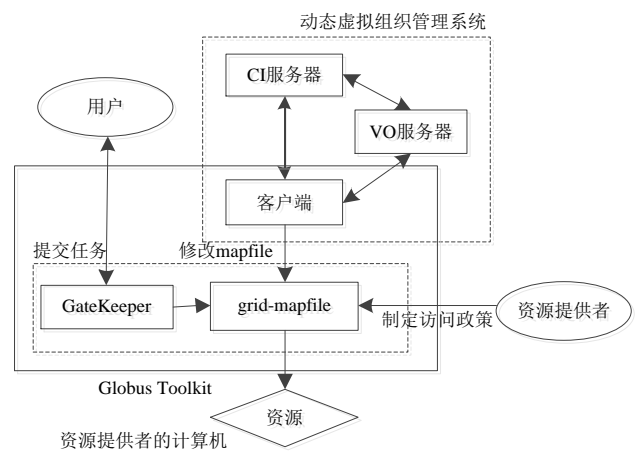 动态虚拟组织管理系统
CI服务器
用户
VO服务器
客户端
提交任务
修改mapfile
GateKeeper
grid-mapfile
资源提供者
制定访问政策
Globus Toolkit
资源
资源提供者的计算机